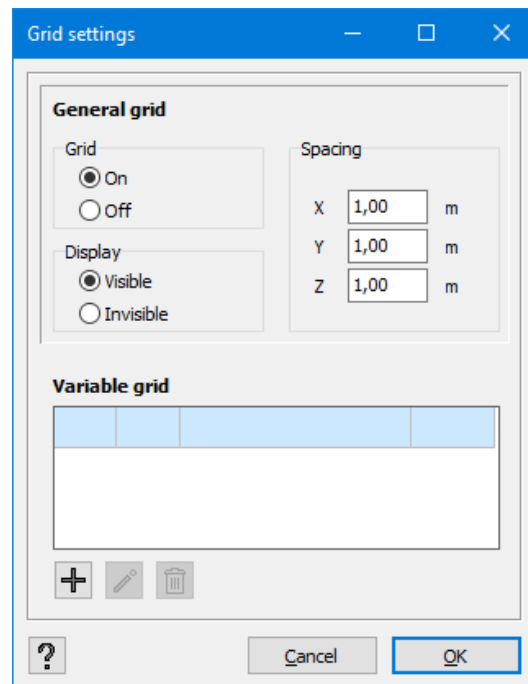 Grid settings
General grid
Grid
On
Off
Display
Visible
Invisible
Spacing
X 1,00 m
Y 1,00 m
Z 1,00 m
Variable grid
?
Cancel OK